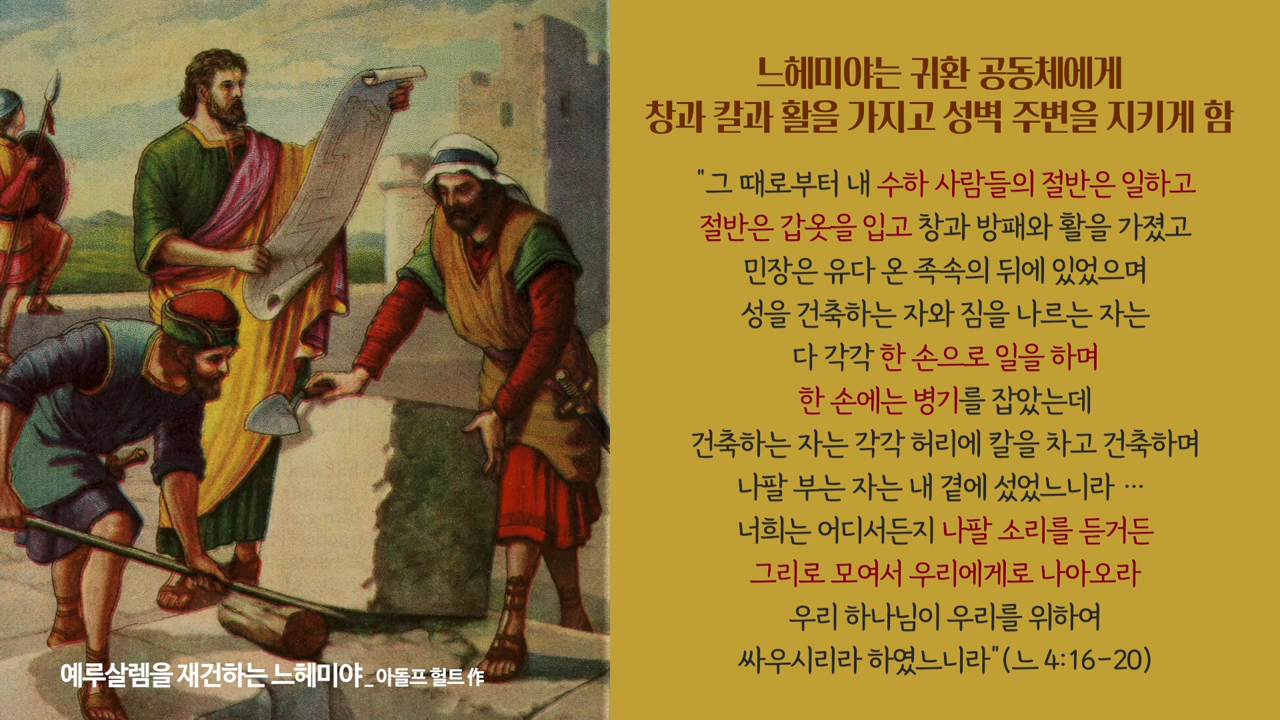 느헤미야는 귀환 공동체에게
창과 칼과 활을 가지고 성벽 주변을 지키게 함
"그 때로부터 내 수하 사람들의 절반은 일하고
절반은 갑옷을 입고 창과 방패와 활을 가졌고
민장은 유다 온 족속의 뒤에 있었으며
성을 건축하는 자와 짐을 나르는 자는
다 각각 한 손으로 일을 하며
한 손에는 병기를 잡았는데
건축하는 자는 각각 허리에 칼을 차고 건축하며
나팔 부는 자는 내 곁에 섰었느니라 …
너희는 어디서든지 나팔 소리를 듣거든
그리로 모여서 우리에게로 나아오라
우리 하나님이 우리를 위하여
싸우시리라 하였느니라"(느 4:16-20)
예루살렘을 재건하는 느헤미야_아돌프 헐트 作